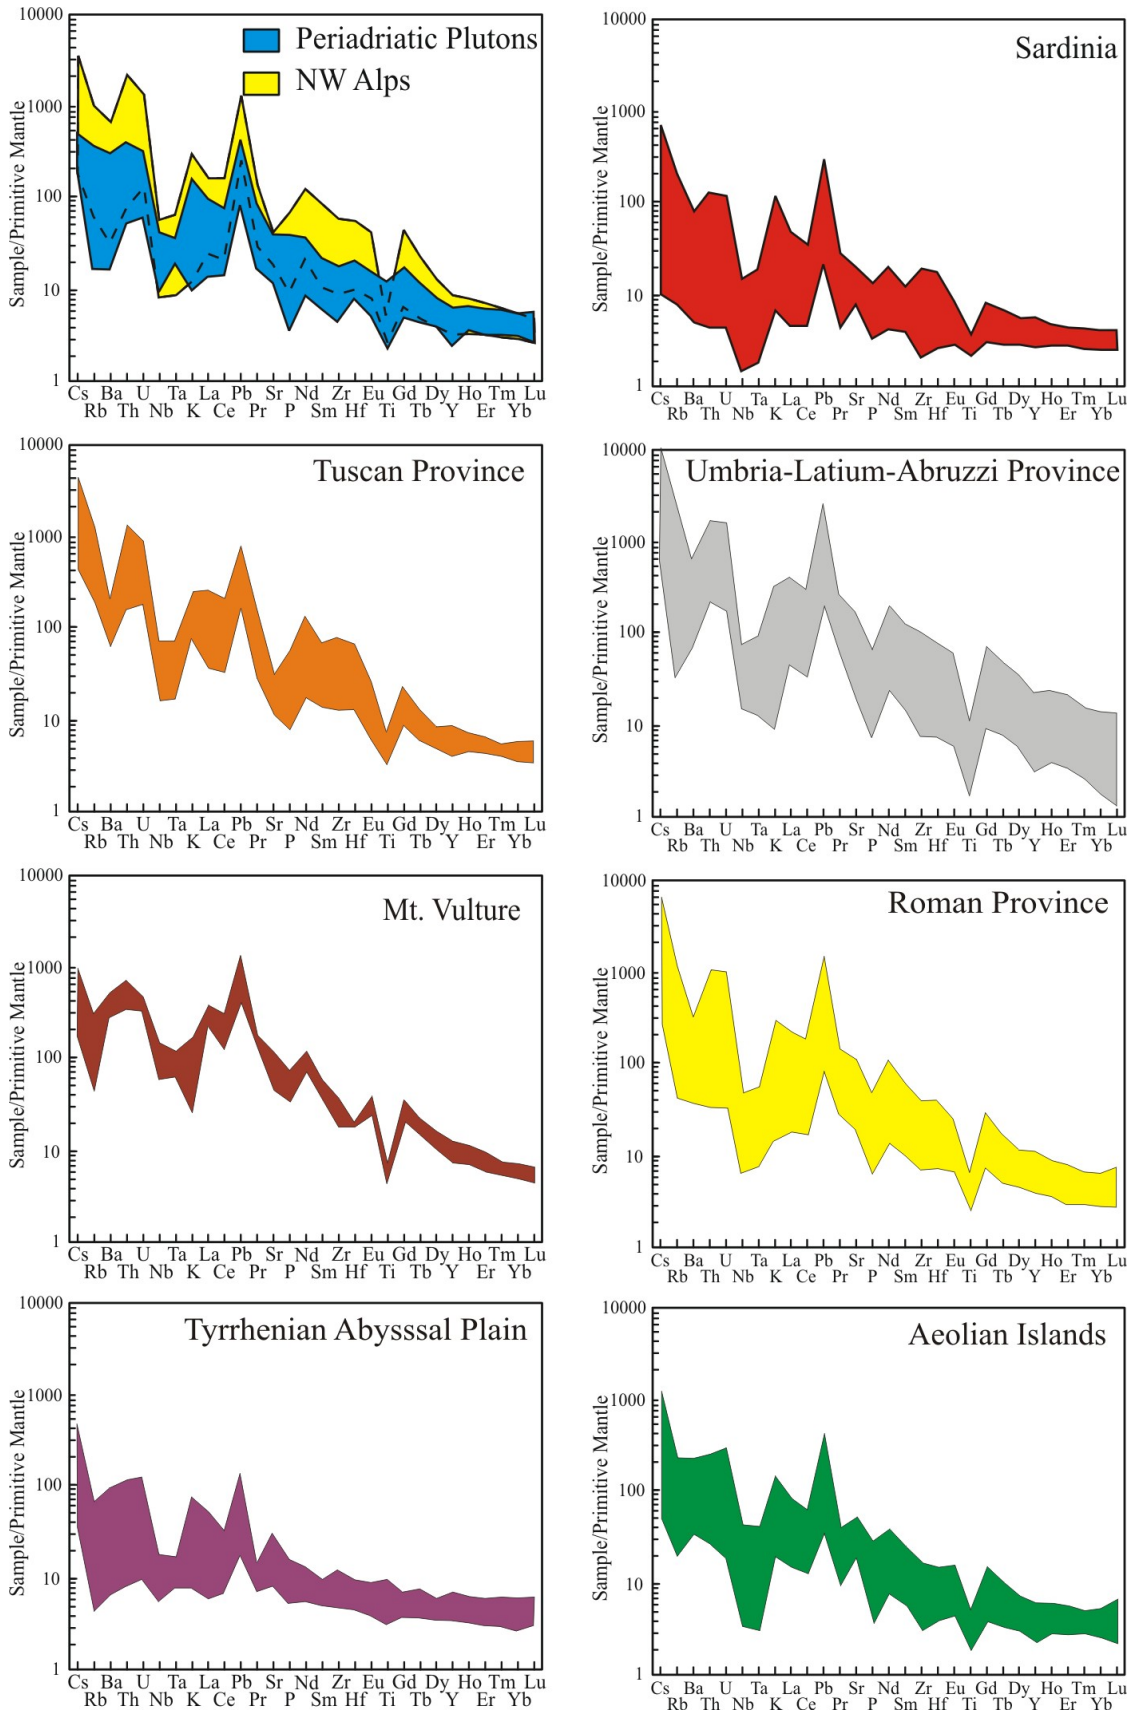 10000
1000
100
10
1
Sample/Primitive Mantle
Periadriatic Plutons
NW Alps
Cs Ba U Ta La Pb Sr Nd Zr Eu Gd Dy Ho Tm Lu
Rb Th Nb K Ce Pr P Sm Hf Ti Tb Y Er Yb
10000
1000
100
10
1
Sample/Primitive Mantle
Sardinia
Cs Ba U Ta La Pb Sr Nd Zr Eu Gd Dy Ho Tm Lu
Rb Th Nb K Ce Pr P Sm Hf Ti Tb Y Er Yb
10000
1000
100
10
1
Sample/Primitive Mantle
Tuscan Province
Cs Ba U Ta La Pb Sr Nd Zr Eu Gd Dy Ho Tm Lu
Rb Th Nb K Ce Pr P Sm Hf Ti Tb Y Er Yb
10000
1000
100
10
1
Sample/Primitive Mantle
Umbria-Latium-Abruzzi Province
Cs Ba U Ta La Pb Sr Nd Zr Eu Gd Dy Ho Tm Lu
Rb Th Nb K Ce Pr P Sm Hf Ti Tb Y Er Yb
10000
1000
100
10
1
Sample/Primitive Mantle
Mt. Vulture
Cs Ba U Ta La Pb Sr Nd Zr Eu Gd Dy Ho Tm Lu
Rb Th Nb K Ce Pr P Sm Hf Ti Tb Y Er Yb
10000
1000
100
10
1
Sample/Primitive Mantle
Roman Province
Cs Ba U Ta La Pb Sr Nd Zr Eu Gd Dy Ho Tm Lu
Rb Th Nb K Ce Pr P Sm Hf Ti Tb Y Er Yb
10000
1000
100
10
1
Sample/Primitive Mantle
Tyrrhenian Abysssal Plain
Cs Ba U Ta La Pb Sr Nd Zr Eu Gd Dy Ho Tm Lu
Rb Th Nb K Ce Pr P Sm Hf Ti Tb Y Er Yb
10000
1000
100
10
1
Sample/Primitive Mantle
Aeolian Islands
Cs Ba U Ta La Pb Sr Nd Zr Eu Gd Dy Ho Tm Lu
Rb Th Nb K Ce Pr P Sm Hf Ti Tb Y Er Yb